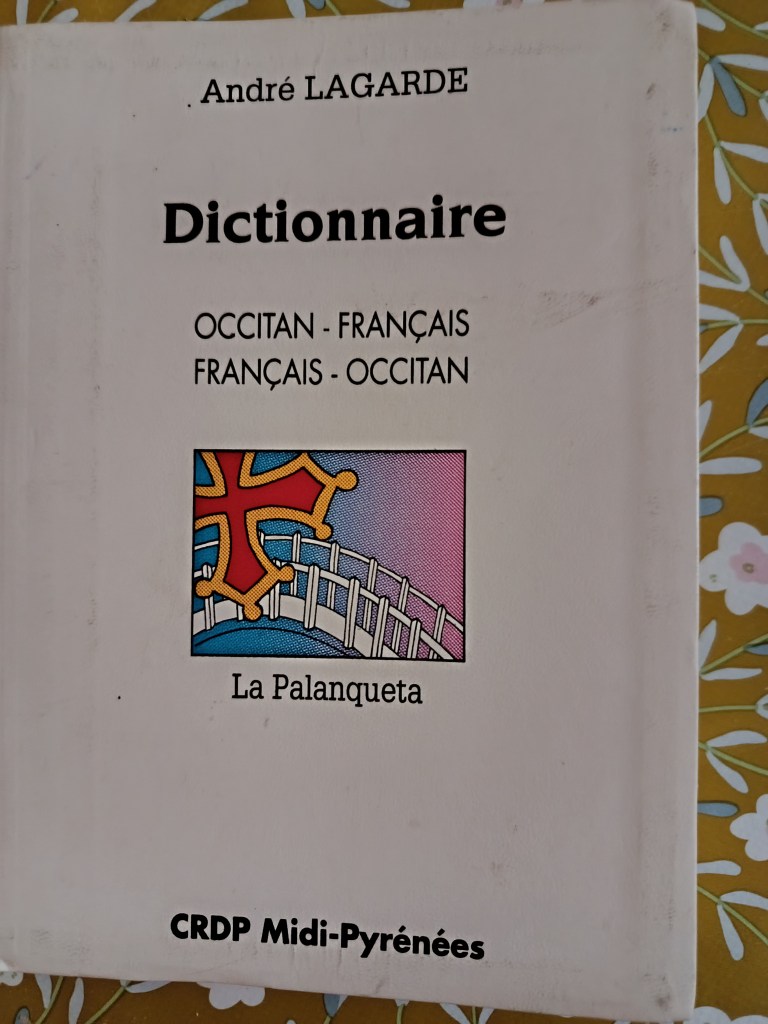 André LAGARDE
Dictionnaire
OCCITAN - FRANÇAIS
FRANÇAIS - OCCITAN
La Palanqueta
CRDP Midi-Pyrénées